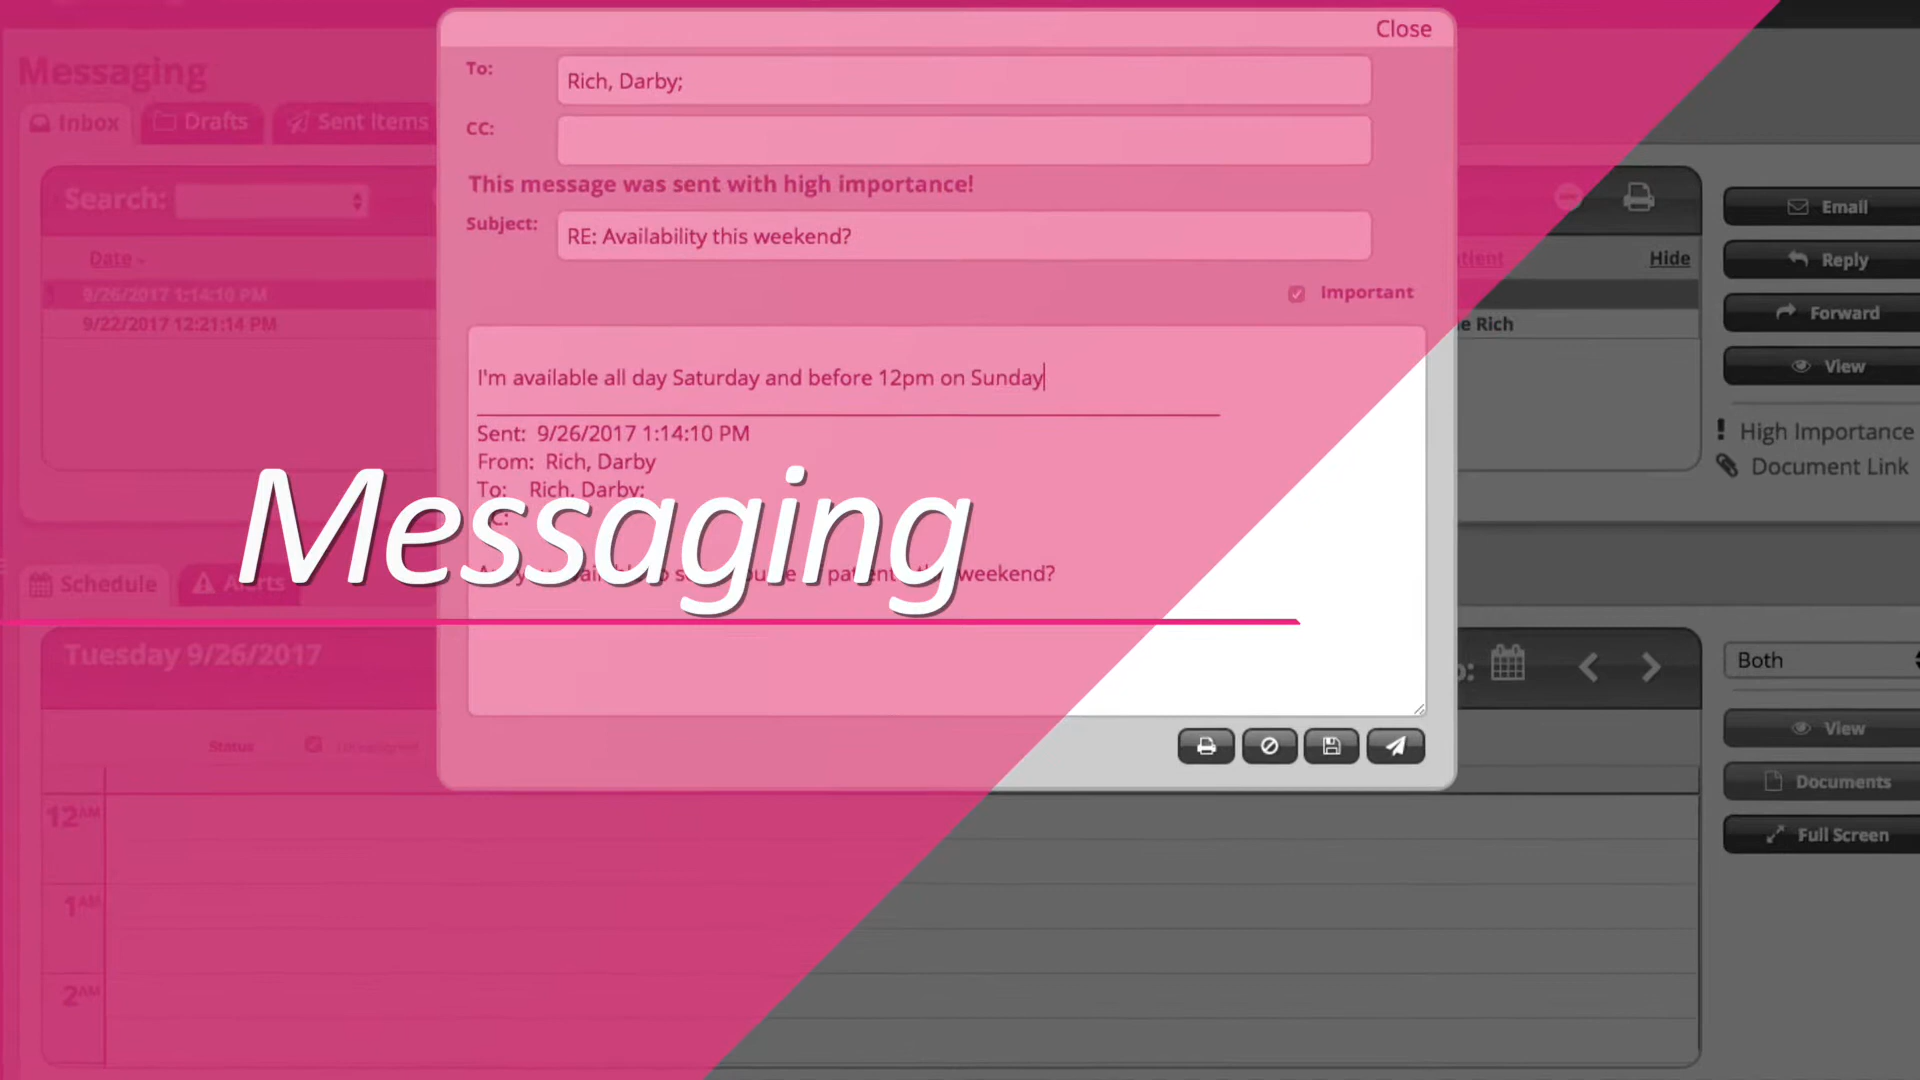 Close
Messaging
To: Rich, Darby;
Inbox Drafts Sent Items
CC:
This message was sent with high importance!
Search:
Subject: RE: Availability this weekend?
Email
Date Hide
Reply
Important
9/26/2017 1:14:10 PM
Forward
9/22/2017 12:21:14 PM
Rich
View
I'm available all day Saturday and before 12pm on Sunday
Sent: 9/26/2017 1:14:10 PM
High Importance
From: Rich, Darby
Document Link
To: Rich, Darby;
Messaging
weekend?
Schedule Alerts
Tuesday 9/26/2017
Both
View
Status
Documents
12AM
Full Screen
1AM
2AM